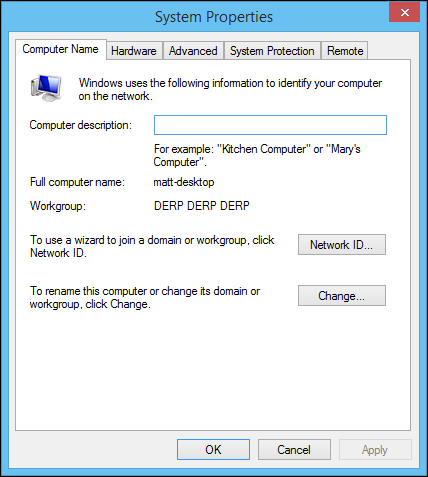 System Properties
Computer Name Hardware Advanced System Protection Remote
Windows uses the following information to identify your computer
on the network.
Computer description:
For example: "Kitchen Computer" or "Mary's
Computer".
Full computer name: matt-desktop
Workgroup: DERP DERP DERP
To use a wizard to join a domain or workgroup, click
Network ID.
Network ID...
To rename this computer or change its domain or
workgroup, click Change.
Change...
OK Cancel Apply